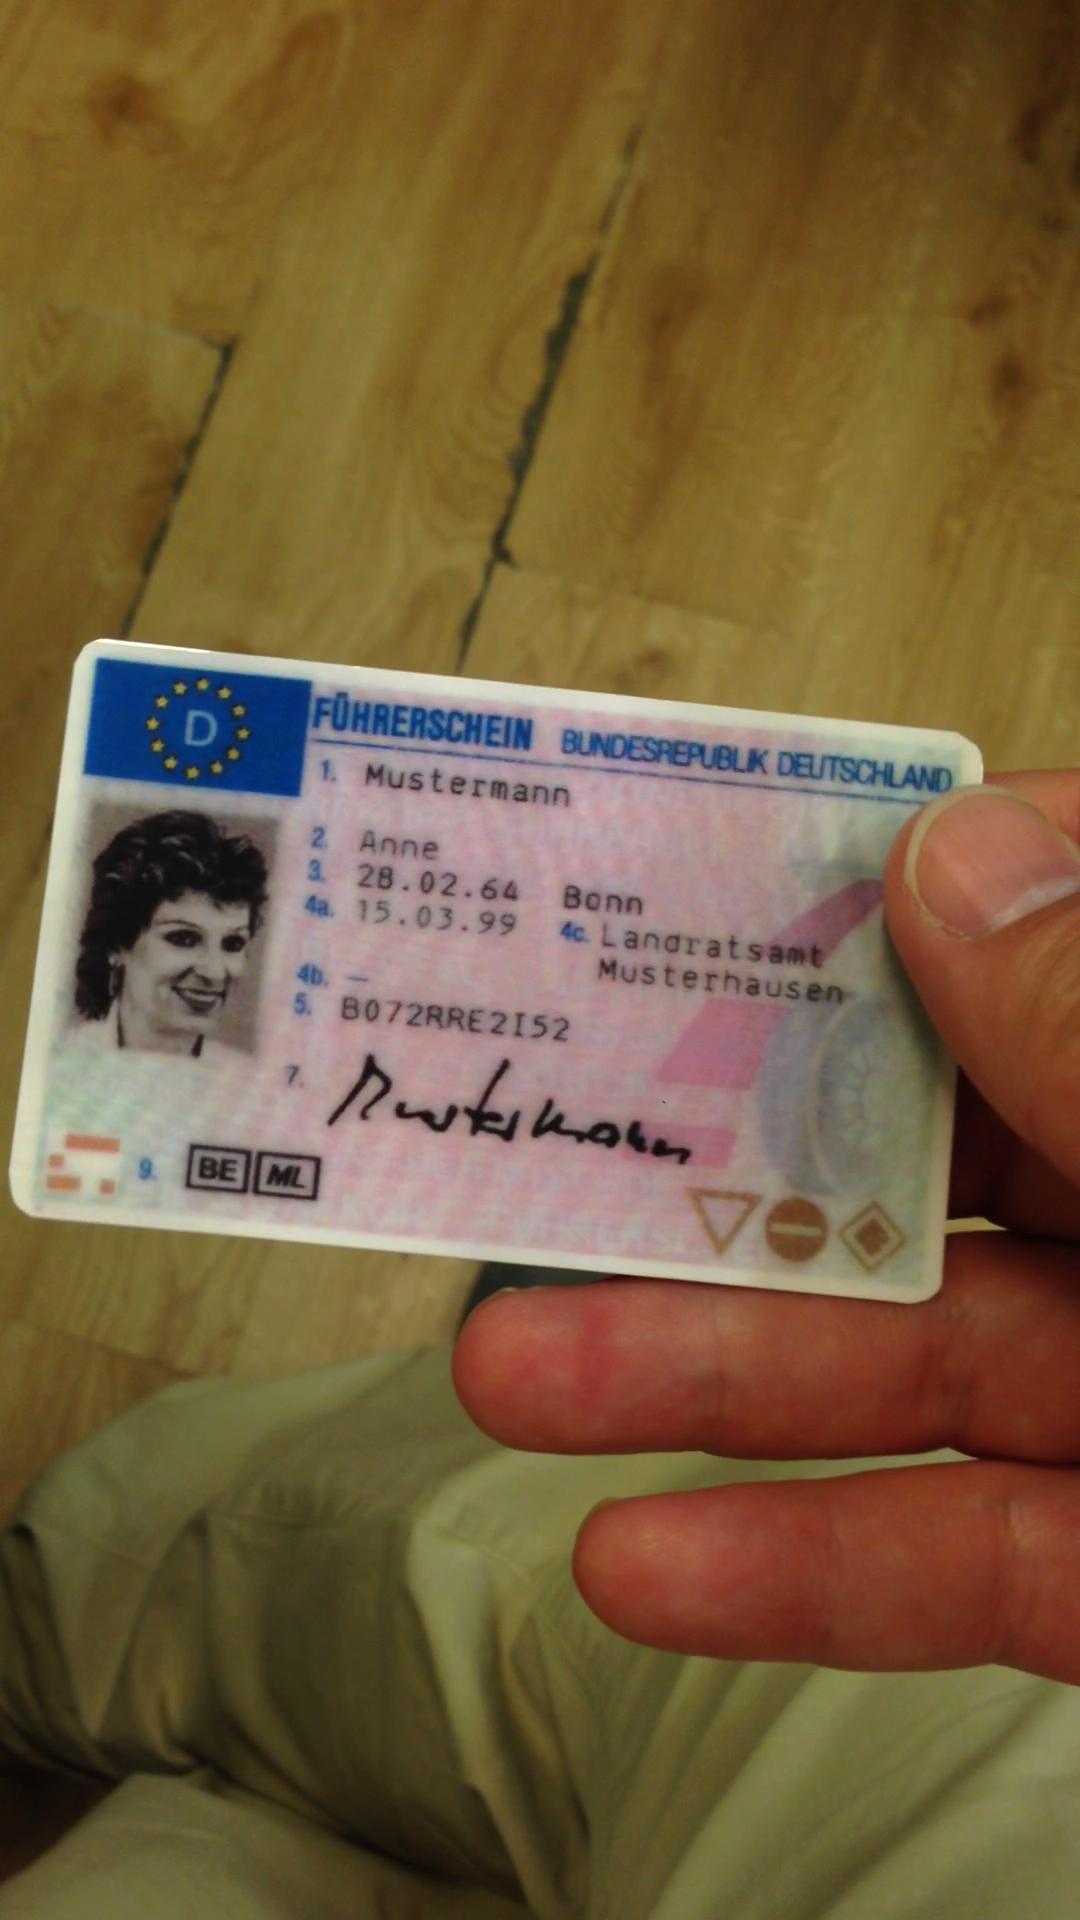 D
FÜHRERSCHEIN BUNDESREPUBLIK DEUTSCHLAND
1. Mustermann
2. Anne
3. 28.02.64 Bonn
4a. 15.03.99 4c. Landratsamt
Musterhausen
4b. —
5. B072RRE2I52
7. Mustermann
9. BE ML